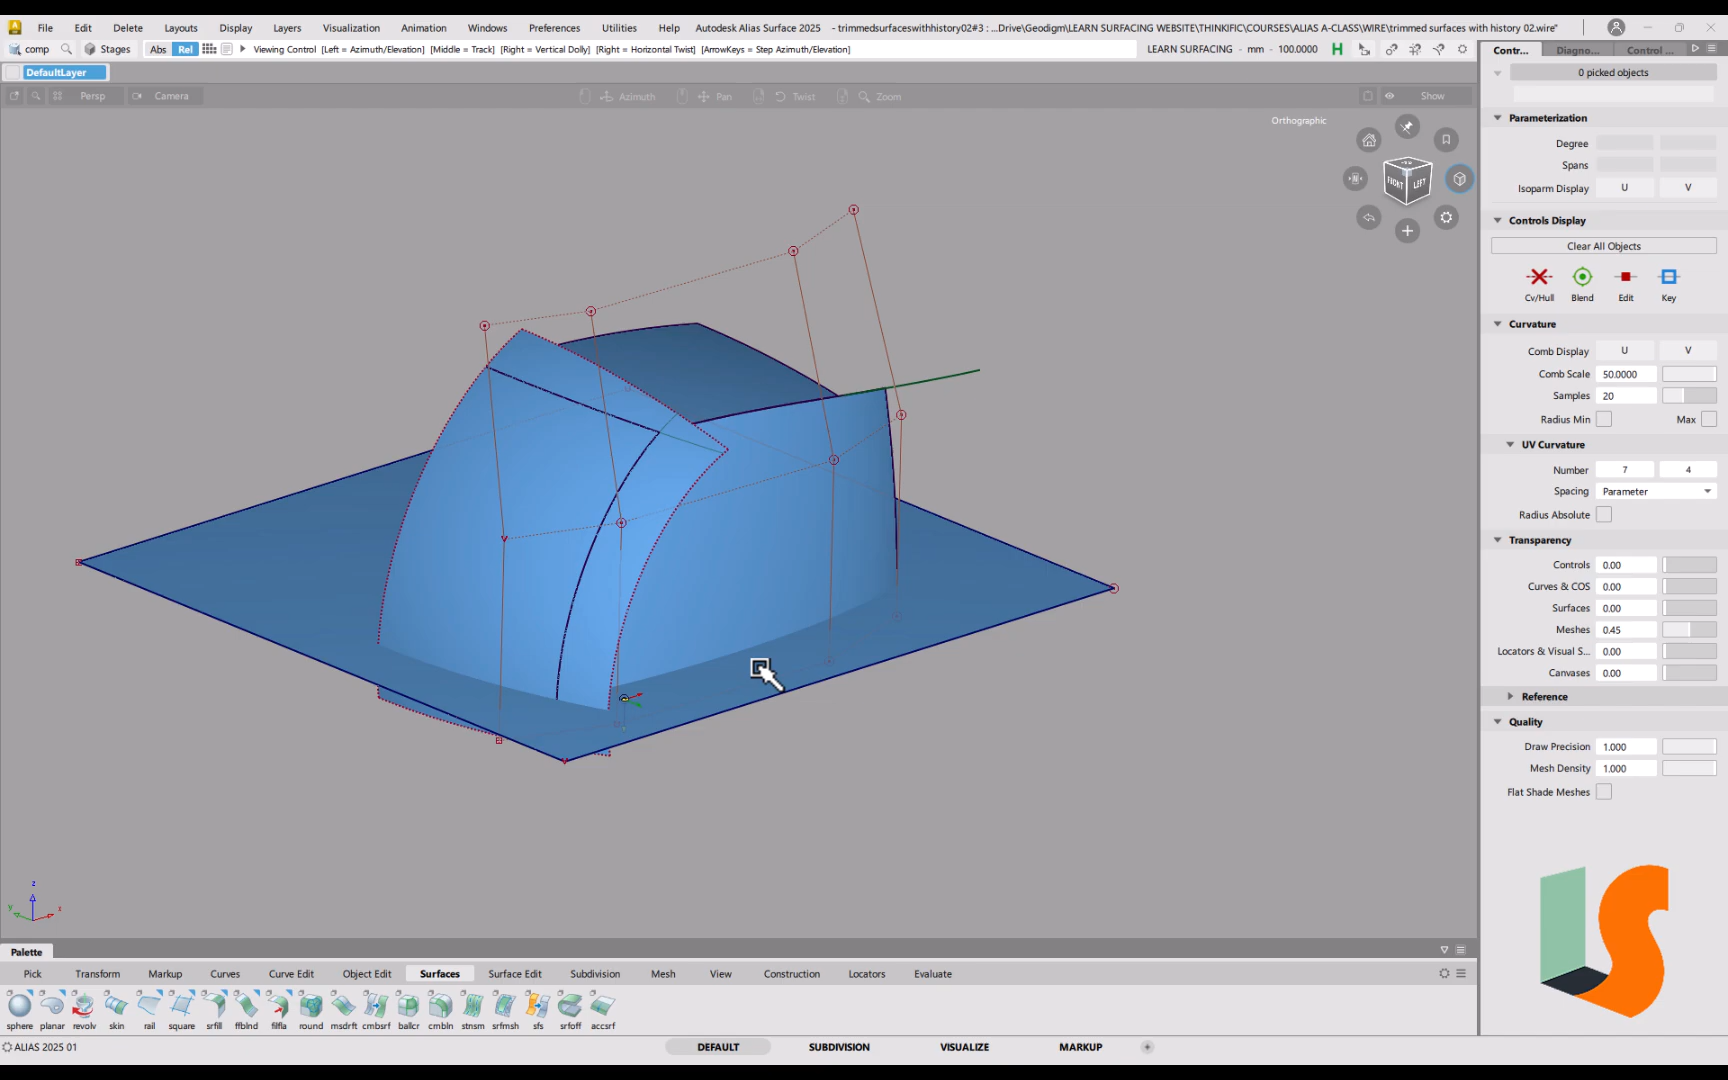 File Edit Delete Layouts Display Layers Visualization Animation Windows Preferences Utilities Help Autodesk Alias Surface 2025 - trimmedsurfaceswithhistory02#3 : ...Drive\Geodigm\LEARN SURFACING WEBSITE\THINKIFIC\COURSES\ALIAS A-CLASS\WIRE\trimmed surfaces with history 02.wire"
comp Stages Abs Rel Viewing Control [Left = Azimuth/Elevation] [Middle = Track] [Right = Vertical Dolly] [Right = Horizontal Twist] [ArrowKeys = Step Azimuth/Elevation] LEARN SURFACING - mm - 100.0000 H
Contr... Diagno... Control ...
DefaultLayer
0 picked objects
Persp Camera Azimuth Pan Twist Zoom Show
Orthographic
FRONT LEFT
Parameterization
Degree
Spans
Isoparm Display U V
Controls Display
Clear All Objects
Cv/Hull Blend Edit Key
Curvature
Comb Display U V
Comb Scale 50.0000
Samples 20
Radius Min Max
UV Curvature
Number 7 4
Spacing Parameter
Radius Absolute
Transparency
Controls 0.00
Curves & COS 0.00
Surfaces 0.00
Meshes 0.45
Locators & Visual S... 0.00
Canvases 0.00
Reference
Quality
Draw Precision 1.000
Mesh Density 1.000
Flat Shade Meshes
z
y x
Palette
Pick Transform Markup Curves Curve Edit Object Edit Surfaces Surface Edit Subdivision Mesh View Construction Locators Evaluate
sphere planar revolv skin rail square srfill ffblnd filfla round msdrft cmbsrf ballcr cmbln stnsm srfmsh sfs srfoff accsrf
ALIAS 2025 01 DEFAULT SUBDIVISION VISUALIZE MARKUP +